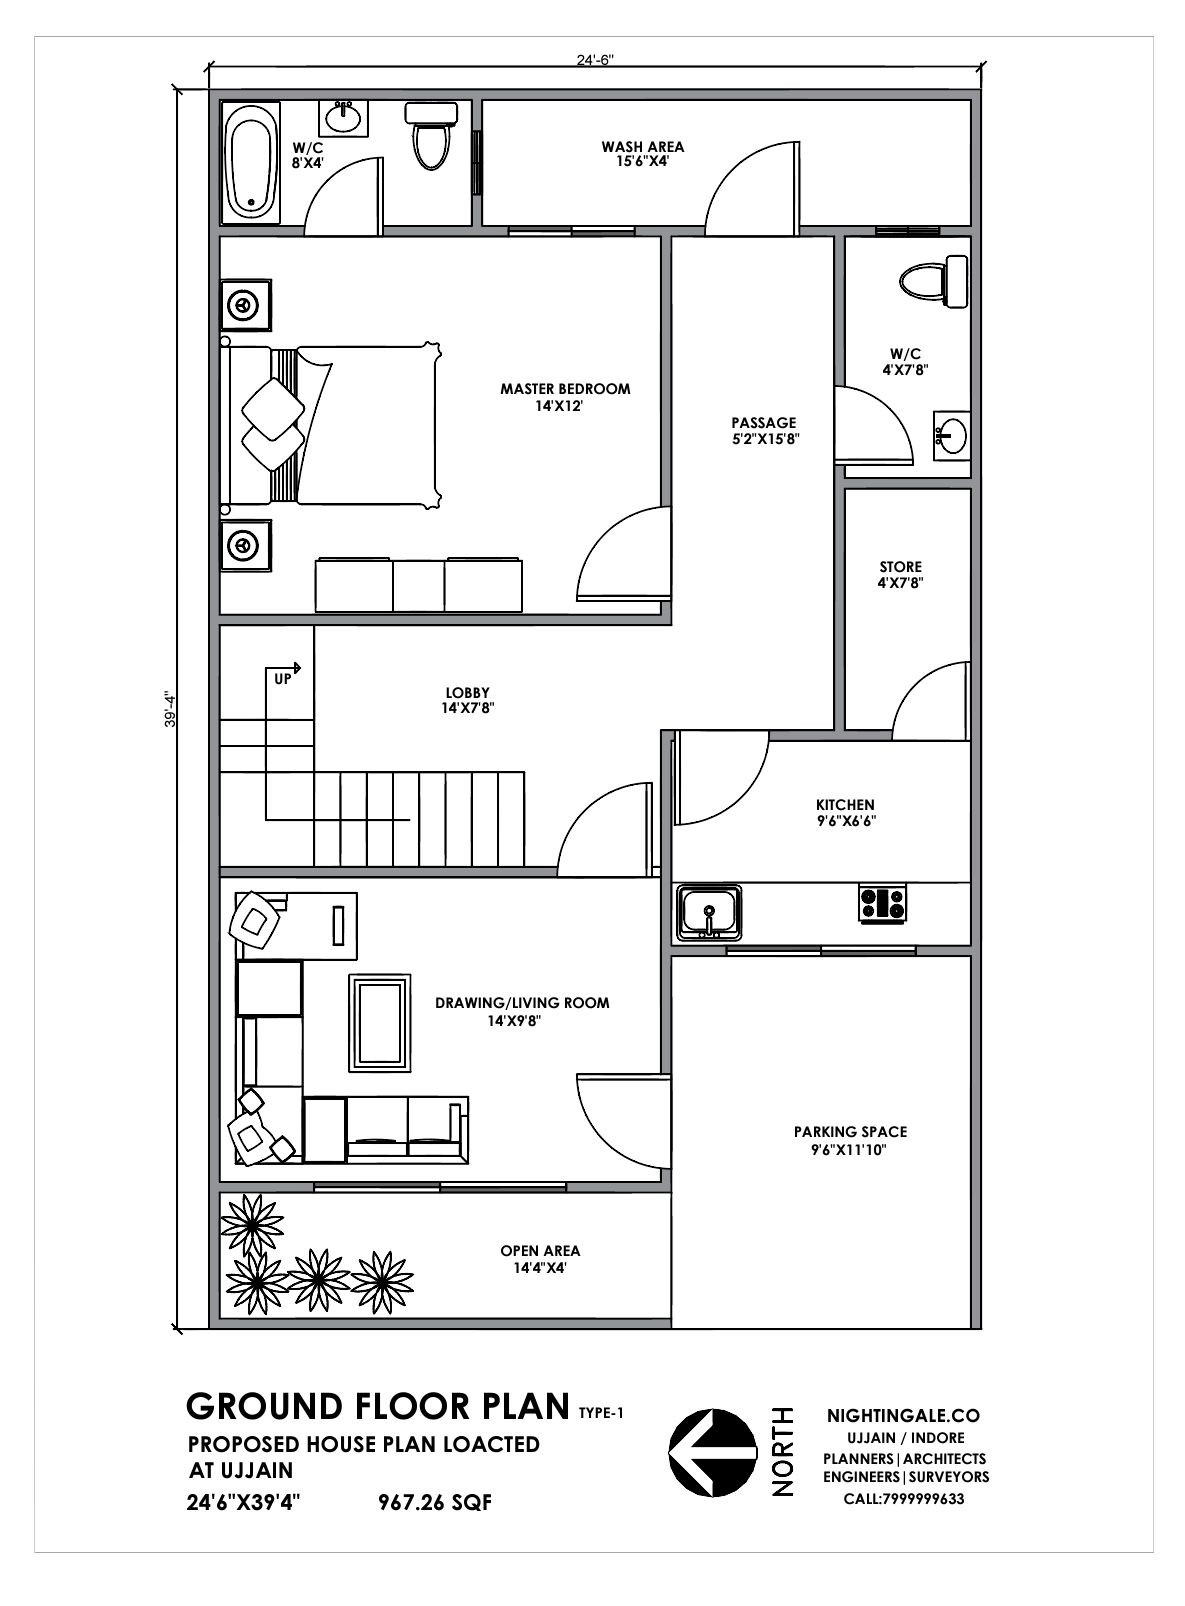 24'-6"
W/C
8'X4'
WASH AREA
15'6"X4'
W/C
4'X7'8"
MASTER BEDROOM
14'X12'
PASSAGE
5'2"X15'8"
STORE
4'X7'8"
39'-4"
UP
LOBBY
14'X7'8"
KITCHEN
9'6"X6'6"
DRAWING/LIVING ROOM
14'X9'8"
PARKING SPACE
9'6"X11'10"
OPEN AREA
14'4"X4'
GROUND FLOOR PLAN TYPE-1
PROPOSED HOUSE PLAN LOACTED
AT UJJAIN
24'6"X39'4" 967.26 SQF
NORTH
NIGHTINGALE.CO
UJJAIN / INDORE
PLANNERS|ARCHITECTS
ENGINEERS|SURVEYORS
CALL:7999999633